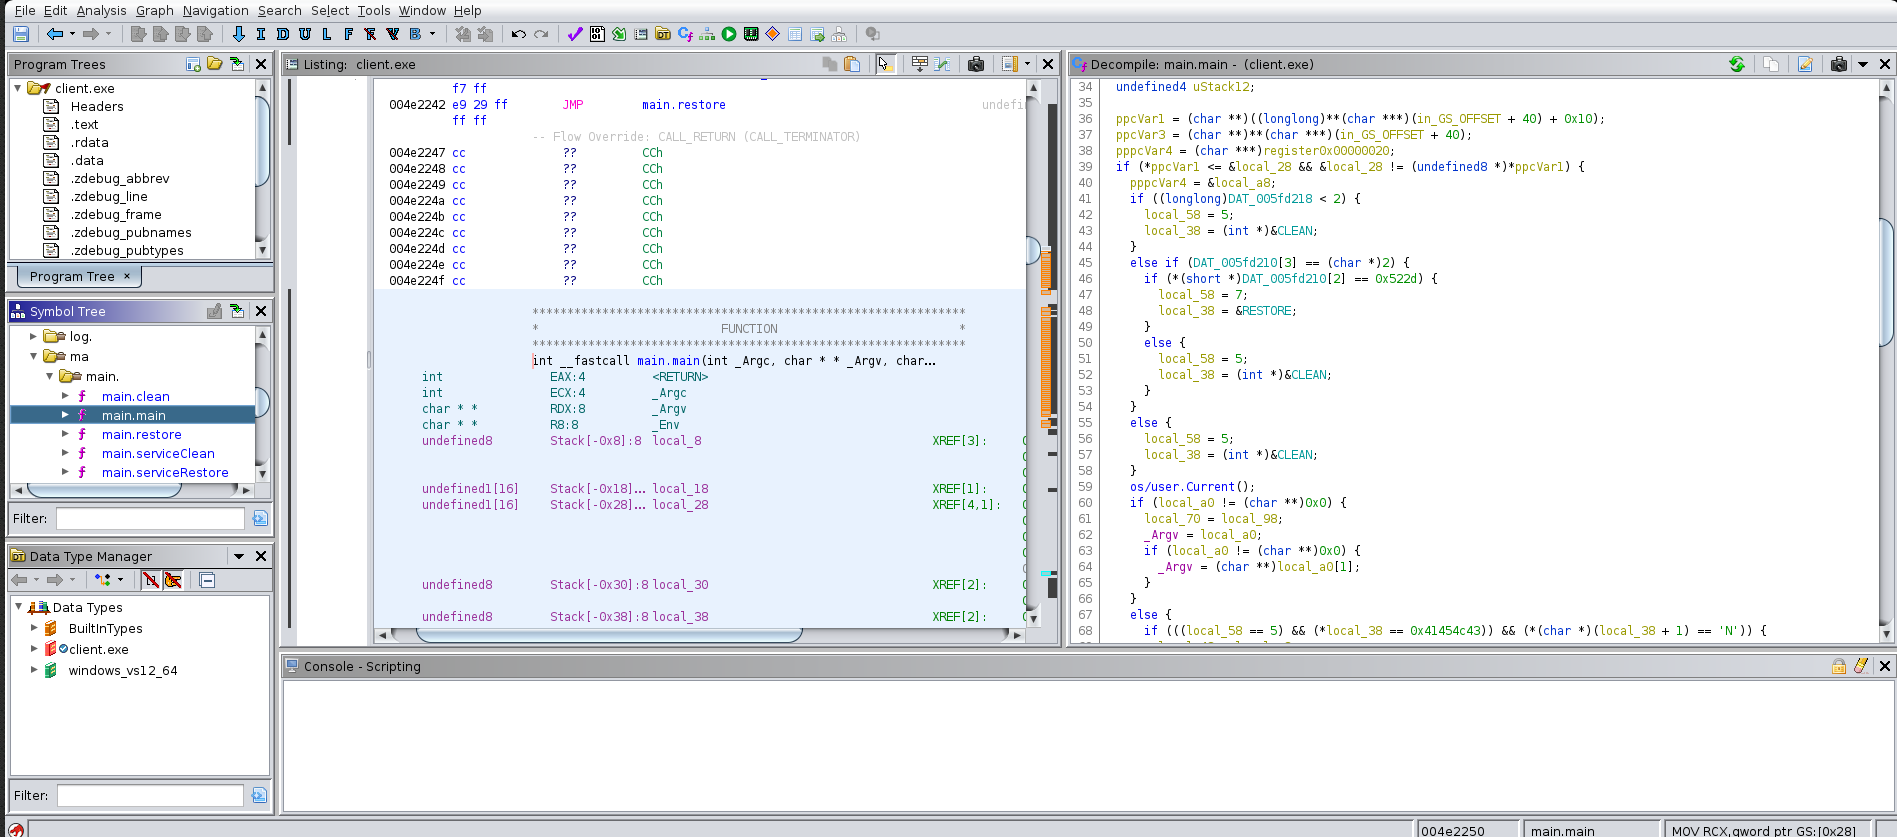 File Edit Analysis Graph Navigation Search Select Tools Window Help
I D U L F F V B
Program Trees
client.exe
Headers
.text
.rdata
.data
.zdebug_abbrev
.zdebug_line
.zdebug_frame
.zdebug_pubnames
.zdebug_pubtypes
Program Tree ×
Symbol Tree
log.
ma
main.
f main.clean
f main.main
f main.restore
f main.serviceClean
f main.serviceRestore
Filter:
Data Type Manager
Data Types
BuiltInTypes
client.exe
windows_vs12_64
Filter:
Listing: client.exe
f7 ff
004e2242 e9 29 ff JMP main.restore undefi
ff ff
-- Flow Override: CALL_RETURN (CALL_TERMINATOR)
004e2247 cc ?? CCh
004e2248 cc ?? CCh
004e2249 cc ?? CCh
004e224a cc ?? CCh
004e224b cc ?? CCh
004e224c cc ?? CCh
004e224d cc ?? CCh
004e224e cc ?? CCh
004e224f cc ?? CCh
**************************************************************
* FUNCTION *
**************************************************************
int __fastcall main.main(int _Argc, char * * _Argv, char...
int EAX:4 <RETURN>
int ECX:4 _Argc
char * * RDX:8 _Argv
char * * R8:8 _Env
undefined8 Stack[-0x8]:8 local_8 XREF[3]:
undefined1[16] Stack[-0x18]... local_18 XREF[1]:
undefined1[16] Stack[-0x28]... local_28 XREF[4,1]:
undefined8 Stack[-0x30]:8 local_30 XREF[2]:
undefined8 Stack[-0x38]:8 local_38 XREF[2]:
Decompile: main.main - (client.exe)
34 undefined4 uStack12;
35
36 ppcVar1 = (char **)((longlong)**(char ***)(in_GS_OFFSET + 40) + 0x10);
37 ppcVar3 = (char **)**(char ***)(in_GS_OFFSET + 40);
38 pppcVar4 = (char ***)register0x00000020;
39 if (*ppcVar1 <= &local_28 && &local_28 != (undefined8 *)*ppcVar1) {
40 pppcVar4 = &local_a8;
41 if ((longlong)DAT_005fd218 < 2) {
42 local_58 = 5;
43 local_38 = (int *)&CLEAN;
44 }
45 else if (DAT_005fd210[3] == (char *)2) {
46 if (*(short *)DAT_005fd210[2] == 0x522d) {
47 local_58 = 7;
48 local_38 = &RESTORE;
49 }
50 else {
51 local_58 = 5;
52 local_38 = (int *)&CLEAN;
53 }
54 }
55 else {
56 local_58 = 5;
57 local_38 = (int *)&CLEAN;
58 }
59 os/user.Current();
60 if (local_a0 != (char **)0x0) {
61 local_70 = local_98;
62 _Argv = local_a0;
63 if (local_a0 != (char **)0x0) {
64 _Argv = (char **)local_a0[1];
65 }
66 }
67 else {
68 if (((local_58 == 5) && (*local_38 == 0x41454c43)) && (*(char *)(local_38 + 1) == 'N')) {
Console - Scripting
004e2250 main.main MOV RCX,qword ptr GS:[0x28]